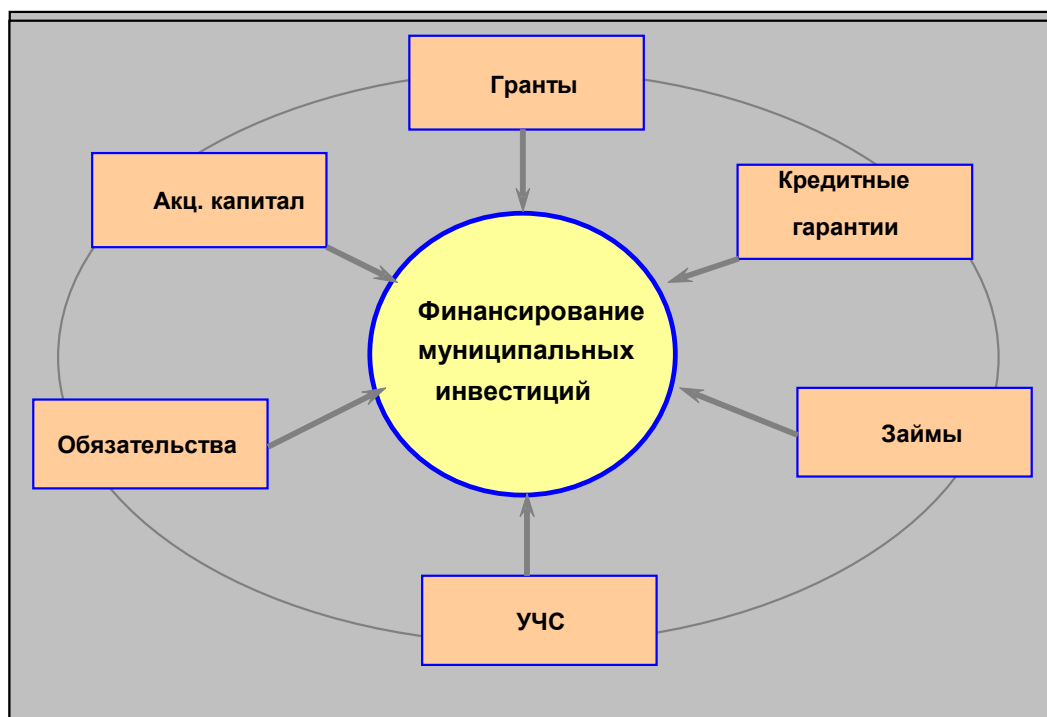 Гранты
Акц. капитал
Кредитные
гарантии
Финансирование
муниципальных
инвестиций
Обязательства
Займы
УЧС